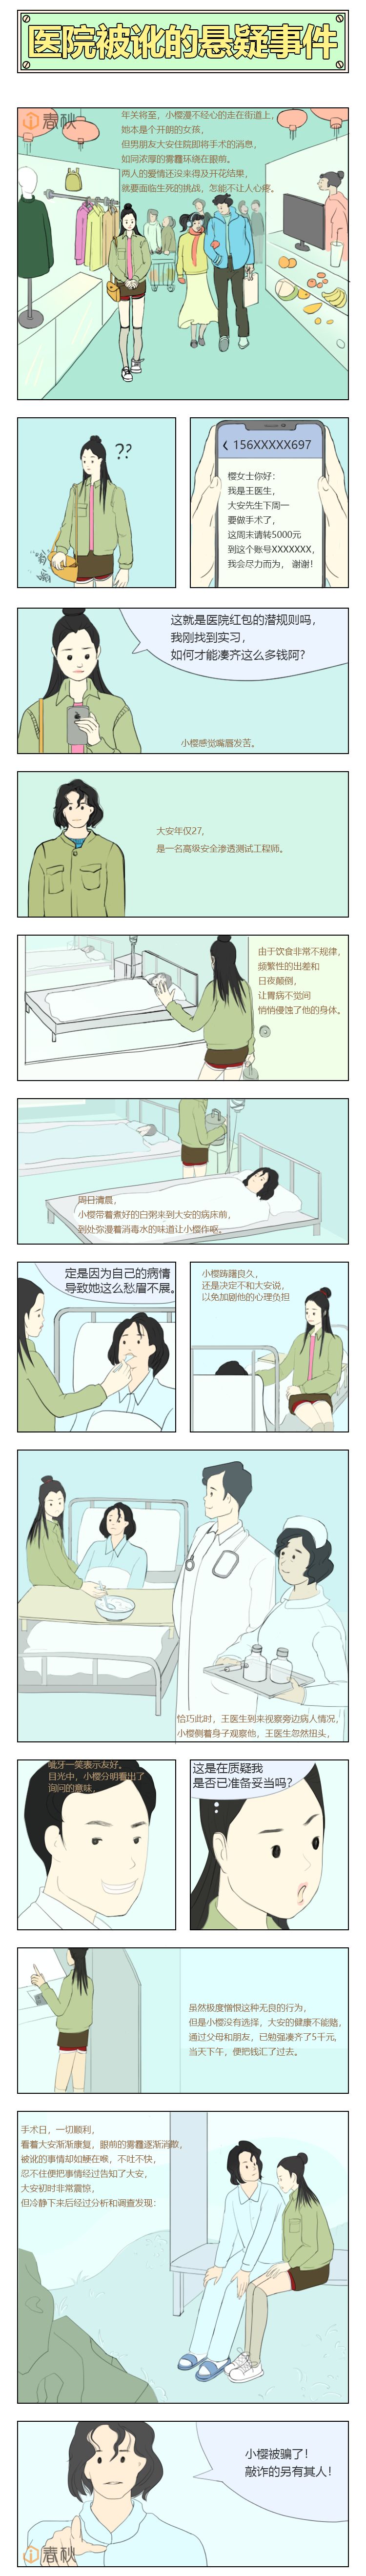 医院被讹的悬疑事件
春秋
年关将至，小樱漫不经心的走在街道上，
她本是个开朗的女孩，
但男朋友大安住院即将手术的消息，
如同浓厚的雾霾环绕在眼前。
两人的爱情还没来得及开花结果，
就要面临生死的挑战，怎能不让人心疼。
??
156XXXXX697
樱女士你好：
我是王医生，
大安先生下周一
要做手术了，
这周末请转5000元
到这个账号XXXXXXX，
我会尽力而为， 谢谢！
这就是医院红包的潜规则吗，
我刚找到实习，
如何才能凑齐这么多钱阿？
小樱感觉嘴眉发苦。
大安年仅27，
是一名高级安全渗透测试工程师。
由于饮食非常不规律，
频繁性的出差和
日夜颠倒，
让胃病不觉间
悄悄侵蚀了他的身体。
周日清晨，
小樱带着煮好的白粥来到大安的病床前，
到处弥漫着消毒水的味道让小樱作呕。
定是因为自己的病情
导致她这么愁眉不展。
小樱踌躇良久，
还是决定不和大安说，
以免加剧他的心理负担
恰巧此时，王医生到来视察旁边病人情况，
小樱侧着身子观察他，王医生忽然扭头，
呲牙一笑表示友好。
目光中，小樱分明看出了
询问的意味，
这是在质疑我
是否已准备妥当吗？
虽然极度憎恨这种无良的行为，
但是小樱没有选择，大安的健康不能赌，
通过父母和朋友，已勉强凑齐了5千元，
当天下午，便把钱汇了过去。
手术日，一切顺利，
看着大安渐渐康复，眼前的雾霾逐渐消散，
被讹的事情却如鲠在喉，不吐不快，
忍不住便把事情经过告知了大安，
大安初时非常震惊，
但冷静下来后经过分析和调查发现：
小樱被骗了！
敲诈的另有其人！
春秋